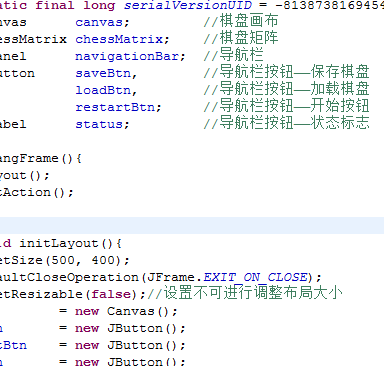 atic final long serialVersionUID = -8138738169454
nvas canvas; //棋盘画布
essMatrix chessMatrix; //棋盘矩阵
anel navigationBar; //导航栏
utton saveBtn, //导航栏按钮——保存棋盘
loadBtn, //导航栏按钮——加载棋盘
restartBtn; //导航栏按钮——开始按钮
abel status; //导航栏按钮——状态标志
angFrame(){
yout();
tAction();
id initLayout(){
etSize(500, 400);
aultCloseOperation(JFrame.EXIT_ON_CLOSE);
etResizable(false);//设置不可进行调整布局大小
= new Canvas();
n = new JButton();
tBtn = new JButton();
n = new JButton();